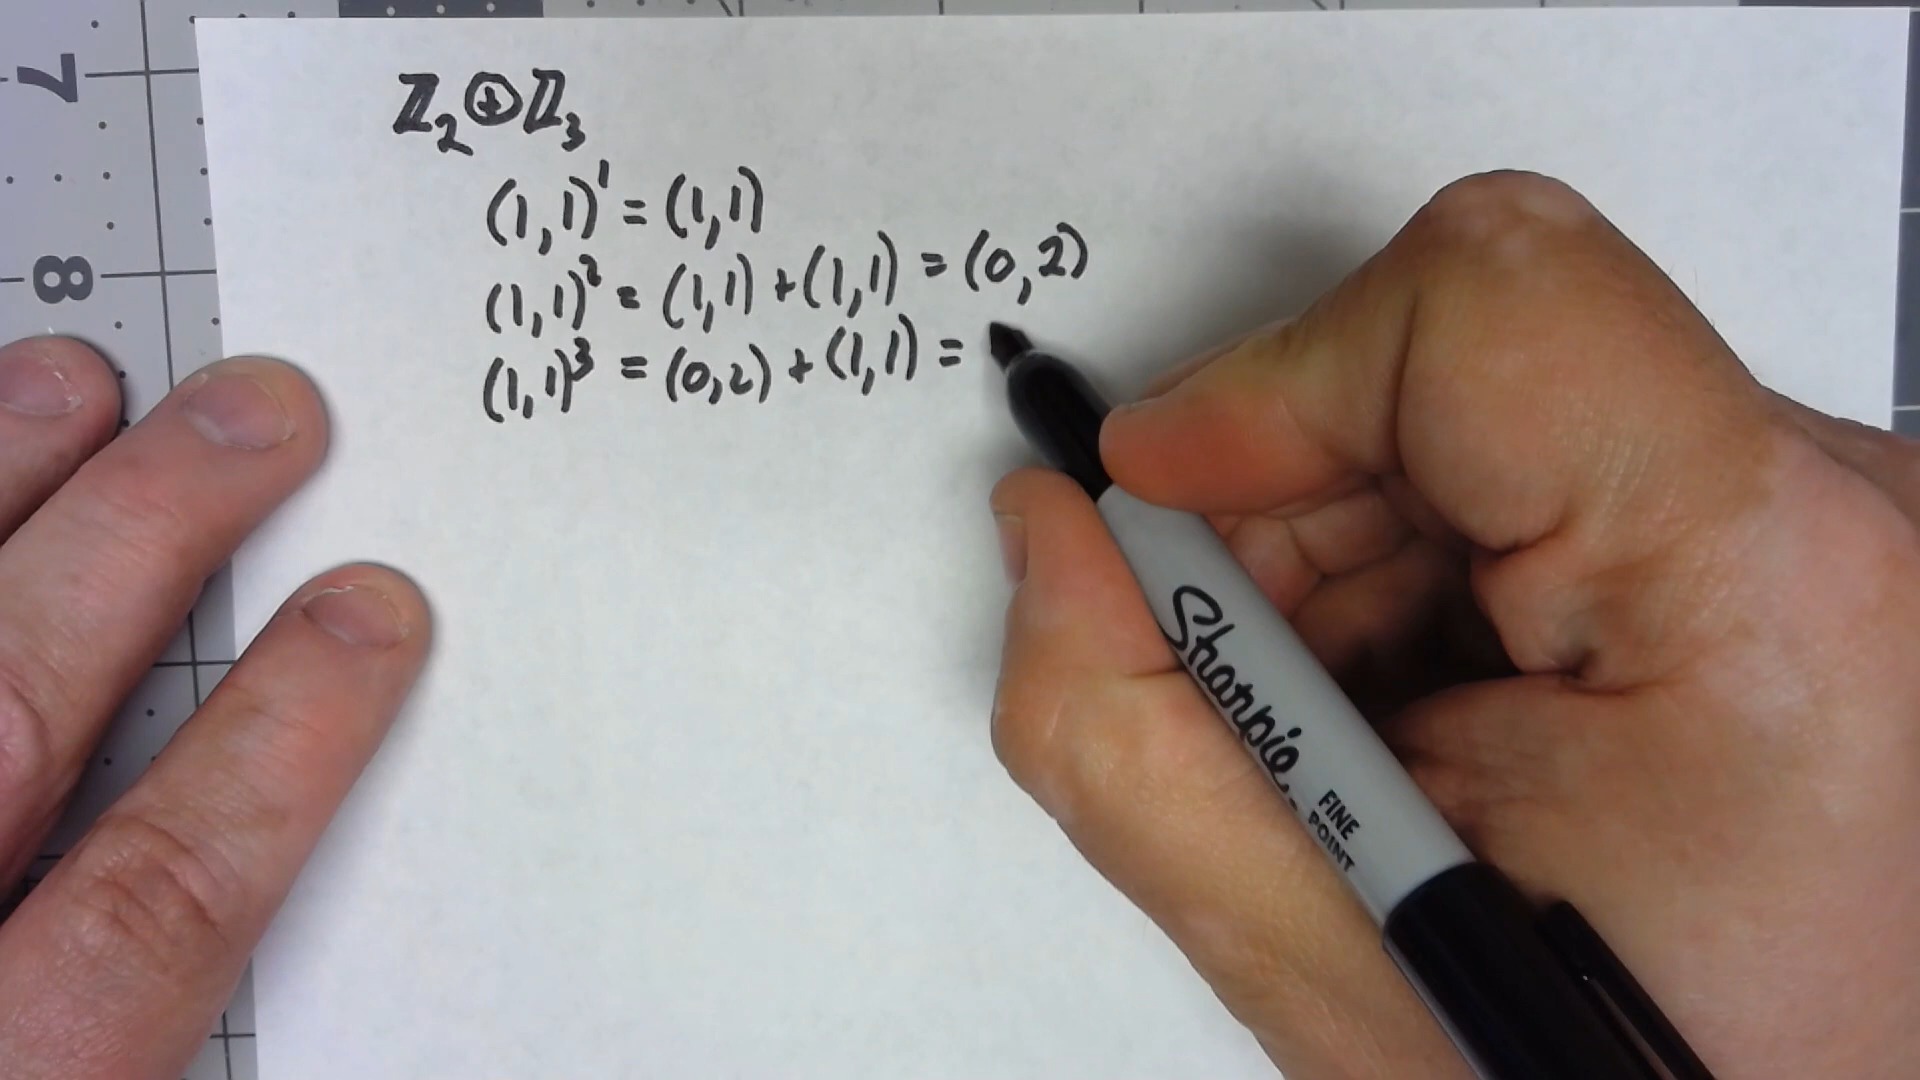 7
8
ℤ₂⊕ℤ₃
(1,1)¹ = (1,1)
(1,1)² = (1,1) + (1,1) = (0,2)
(1,1)³ = (0,2) + (1,1) =
Sharpie.
FINE
POINT